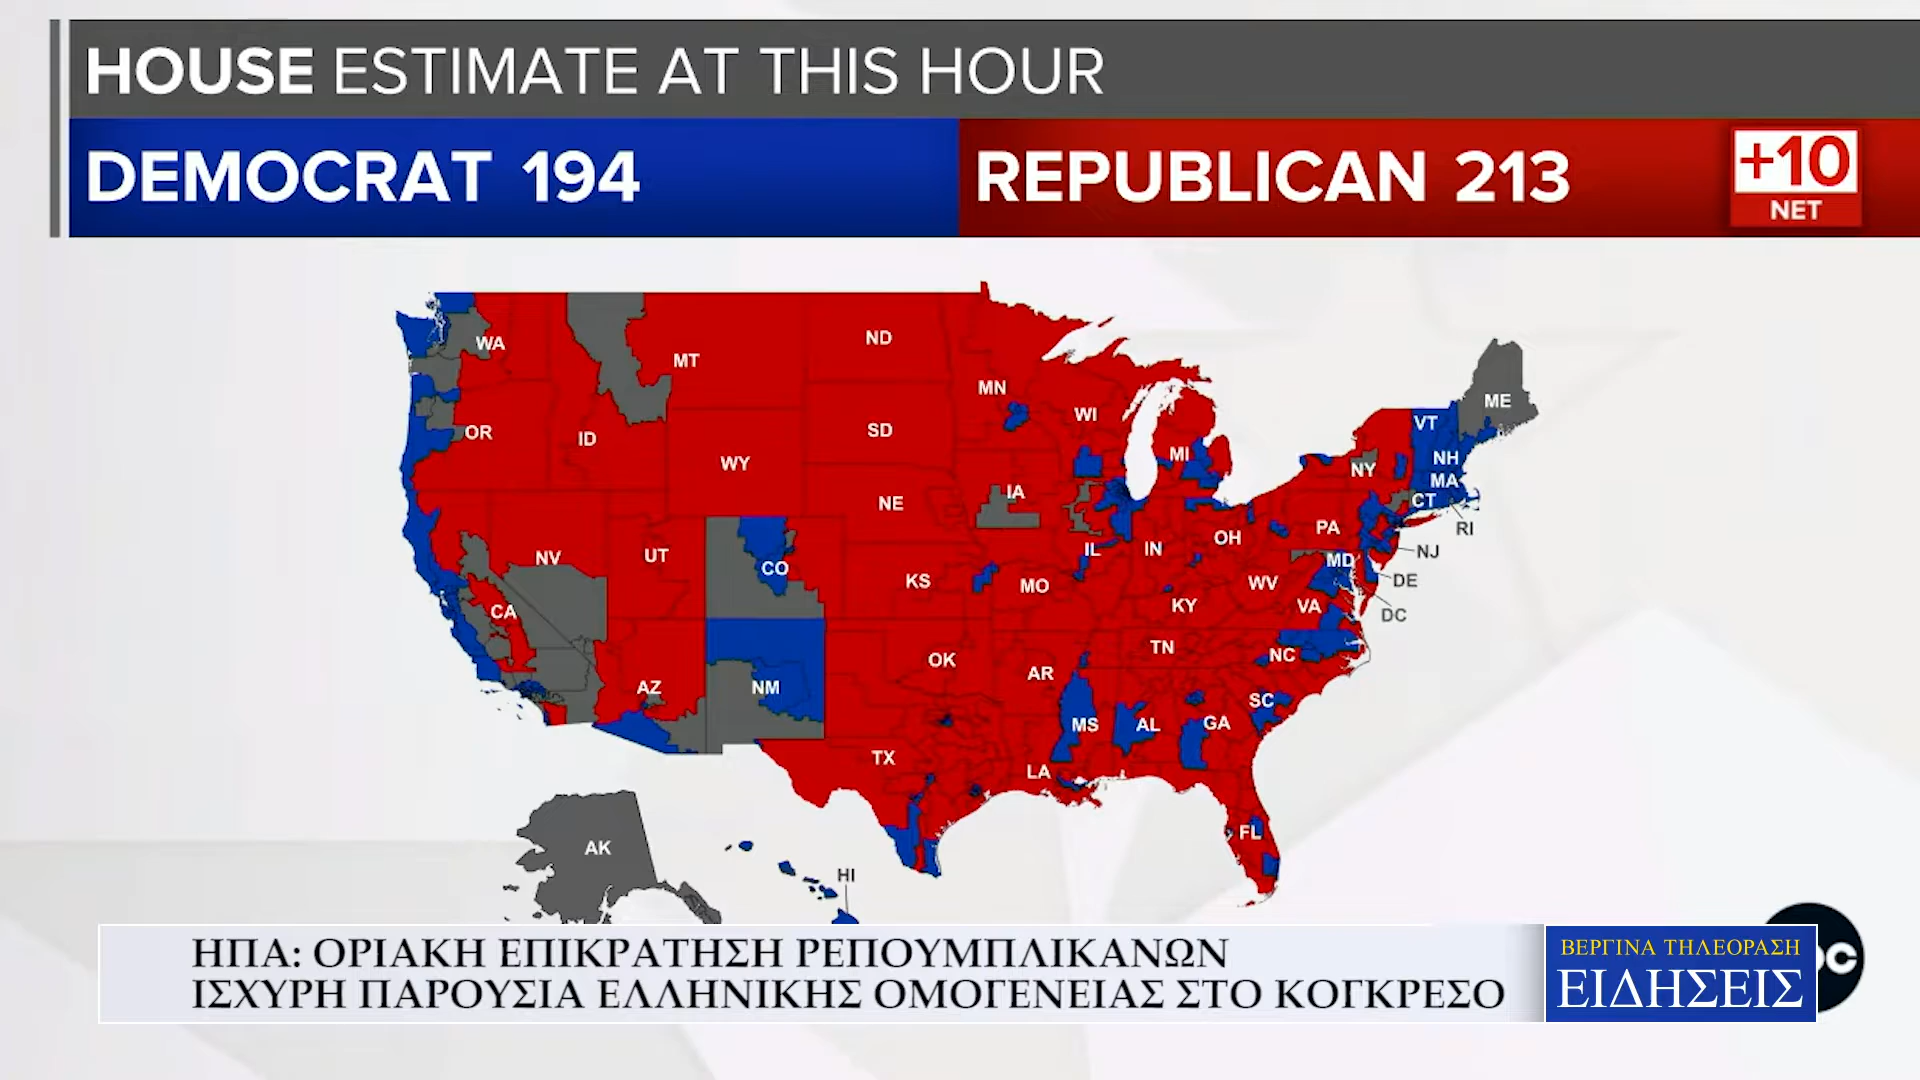 HOUSE ESTIMATE AT THIS HOUR
DEMOCRAT 194
REPUBLICAN 213
+10
NET
WA
MT
ND
MN
WI
MI
ME
VT
NH
MA
CT
RI
NY
OR
ID
SD
WY
NE
IA
PA
NJ
OH
NV
UT
CO
KS
MO
IL
IN
MD
DE
WV
DC
CA
KY
VA
TN
NC
OK
AR
AZ
NM
SC
MS
AL
GA
TX
LA
FL
AK
HI
ΗΠΑ: ΟΡΙΑΚΗ ΕΠΙΚΡΑΤΗΣΗ ΡΕΠΟΥΜΠΛΙΚΑΝΩΝ
ΙΣΧΥΡΗ ΠΑΡΟΥΣΙΑ ΕΛΛΗΝΙΚΗΣ ΟΜΟΓΕΝΕΙΑΣ ΣΤΟ ΚΟΓΚΡΕΣΟ
ΒΕΡΓΙΝΑ ΤΗΛΕΟΡΑΣΗ
ΕΙΔΗΣΕΙΣ